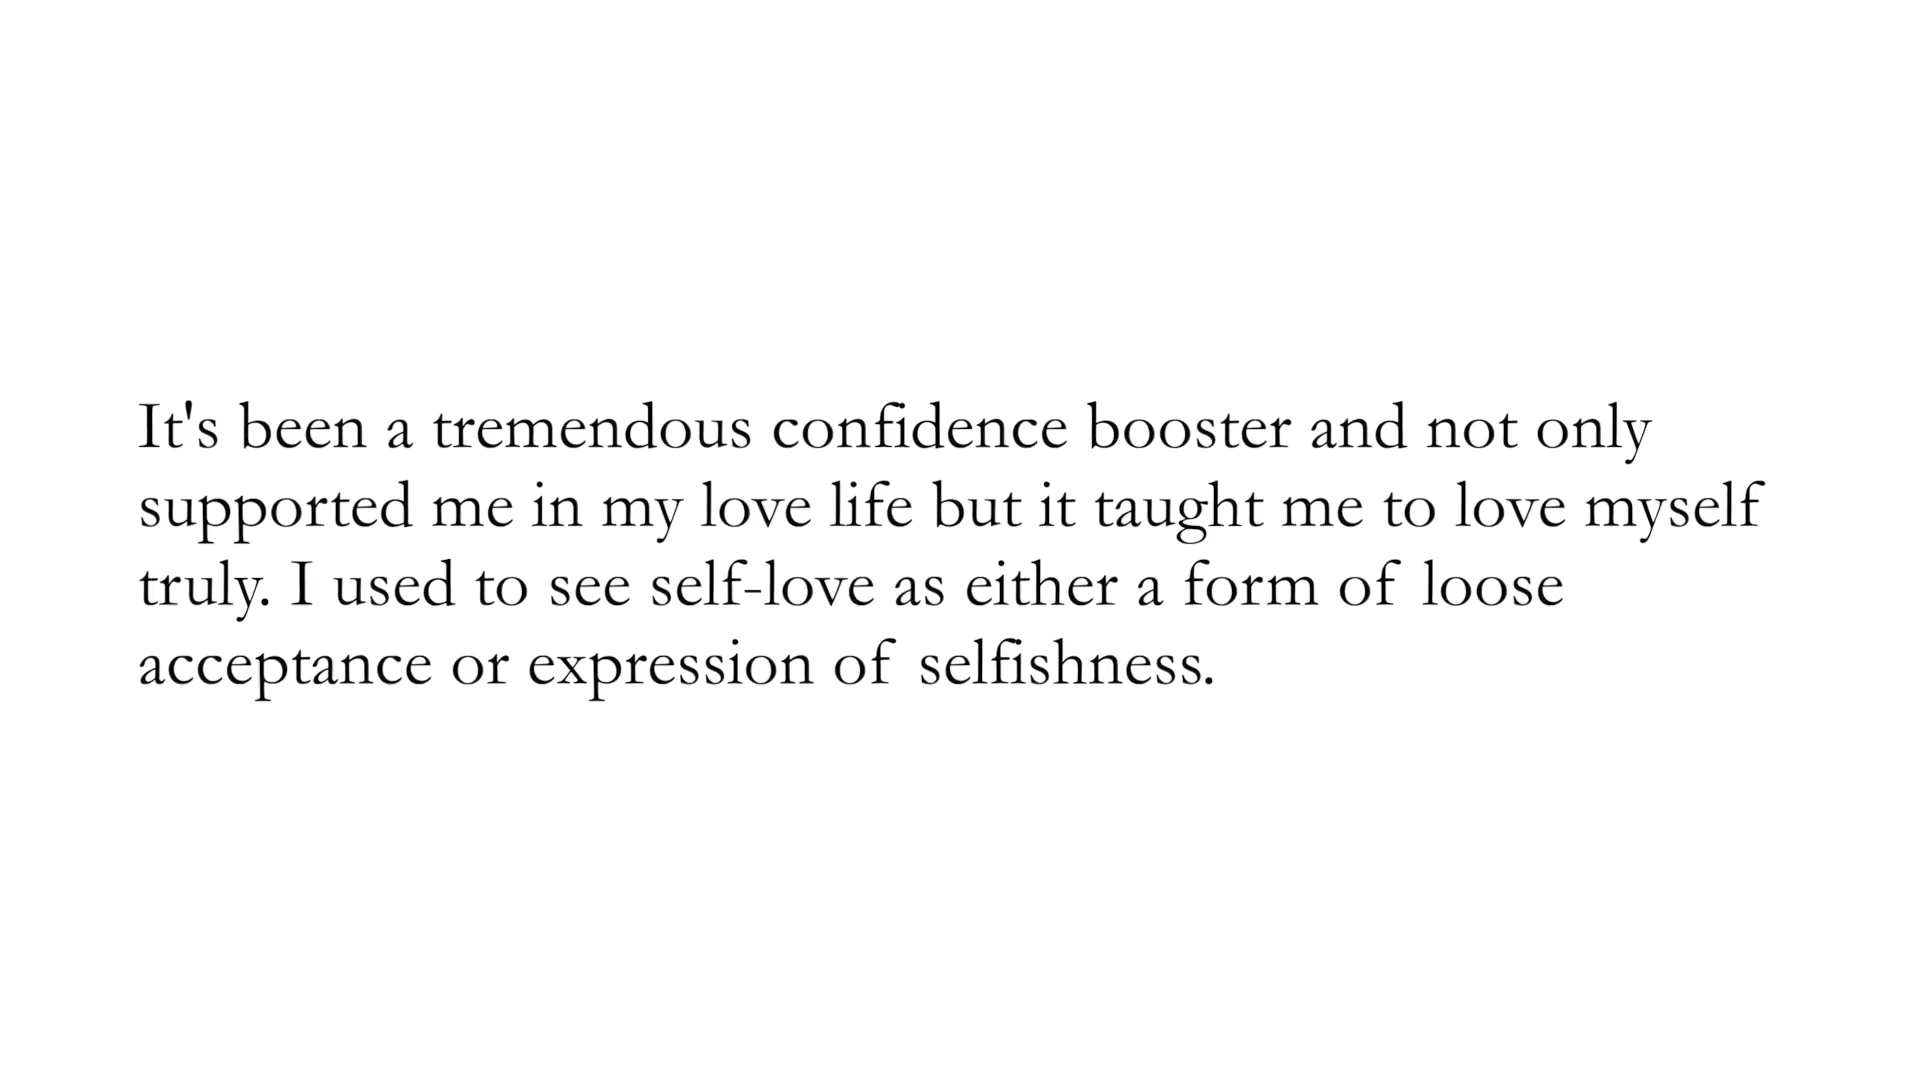 It's been a tremendous confidence booster and not only
supported me in my love life but it taught me to love myself
truly. I used to see self-love as either a form of loose
acceptance or expression of selfishness.